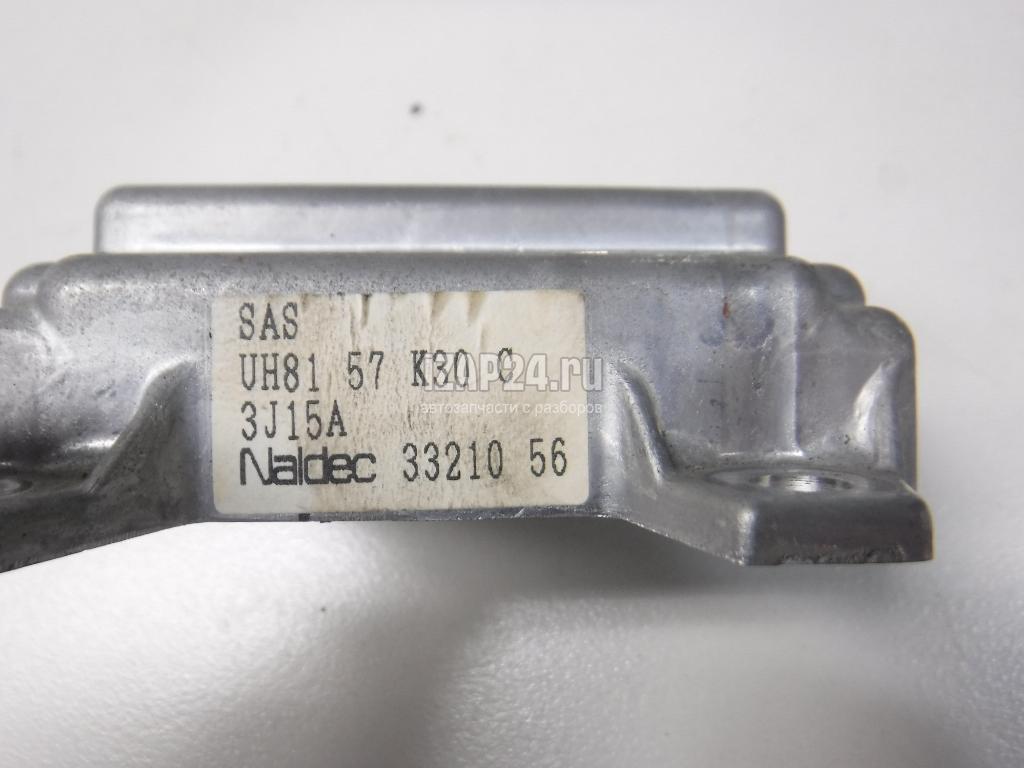 SAS
UH81 57 K30 C
3J15A
Naldec 33210 56
автозапчасти с разборов